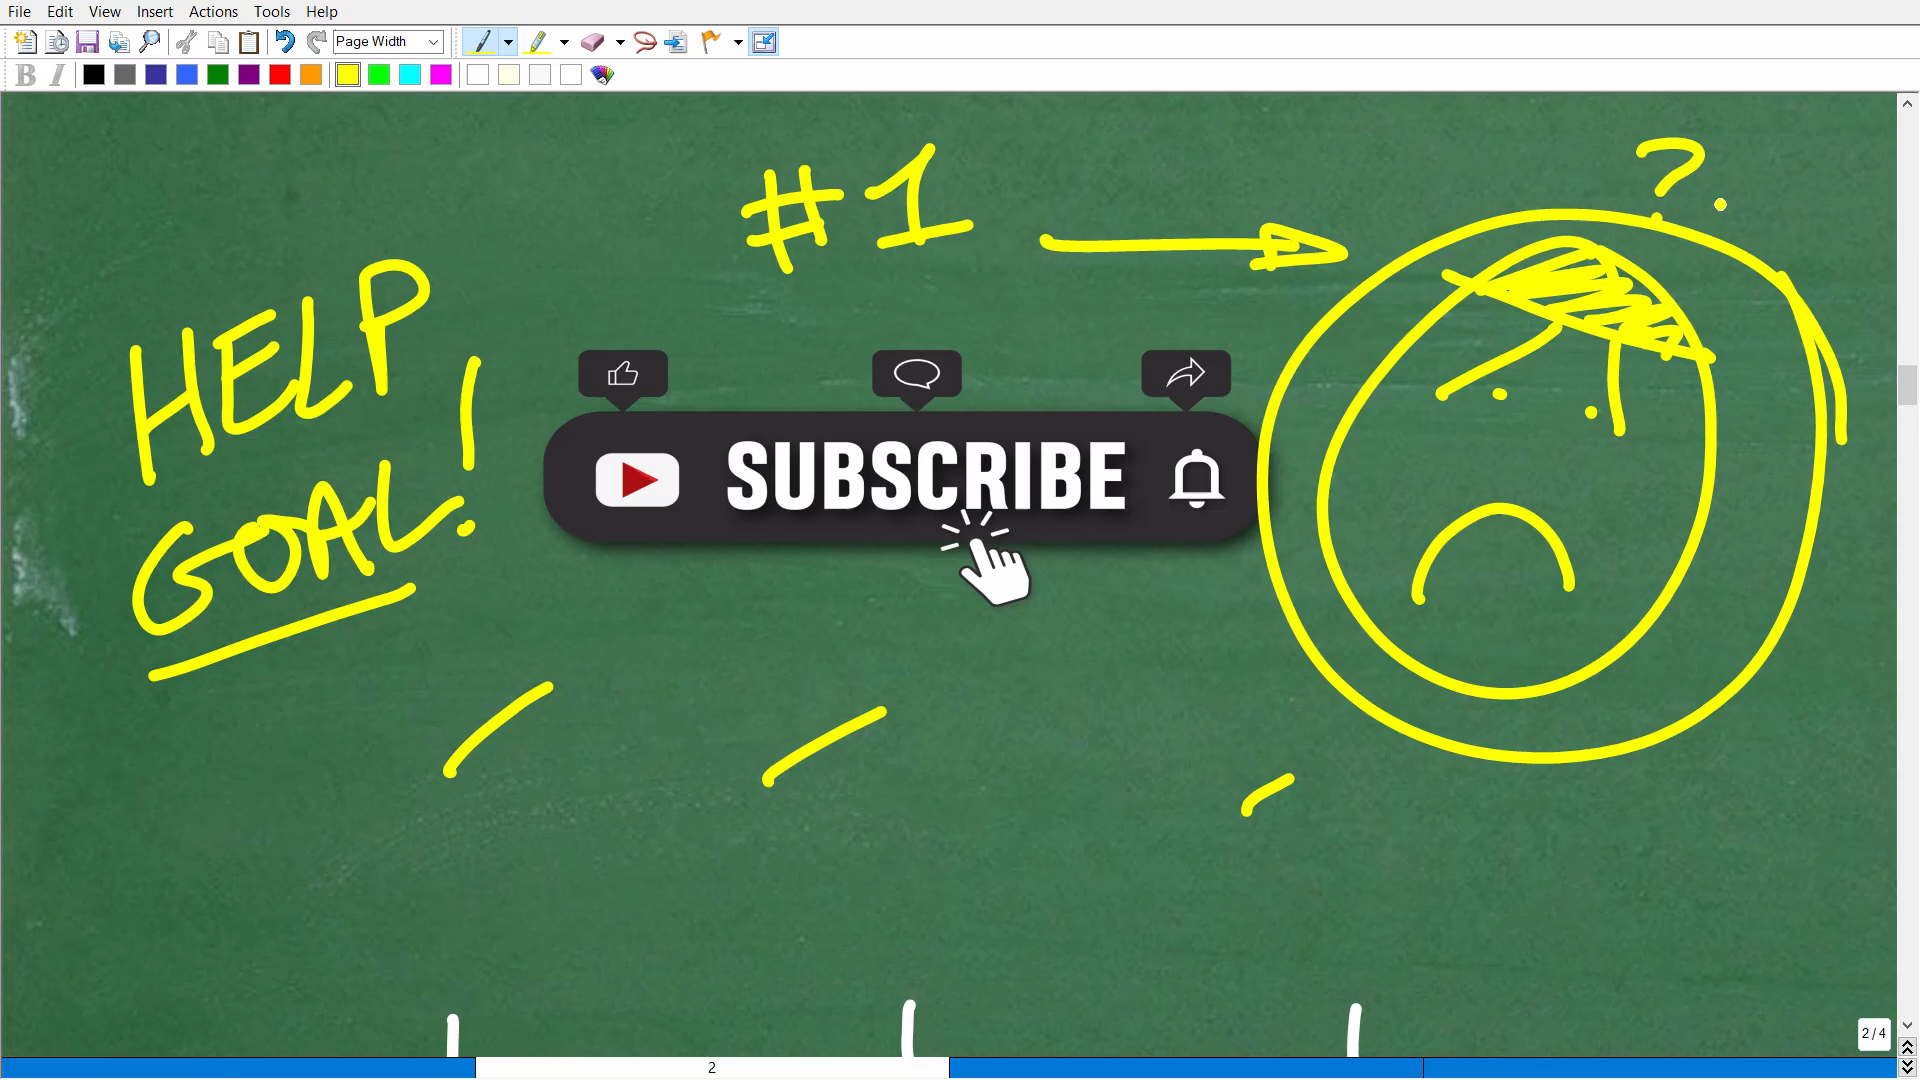 File Edit View Insert Actions Tools Help
Page Width
B I
#1
?
HELP
GOAL!
SUBSCRIBE
2 / 4
2